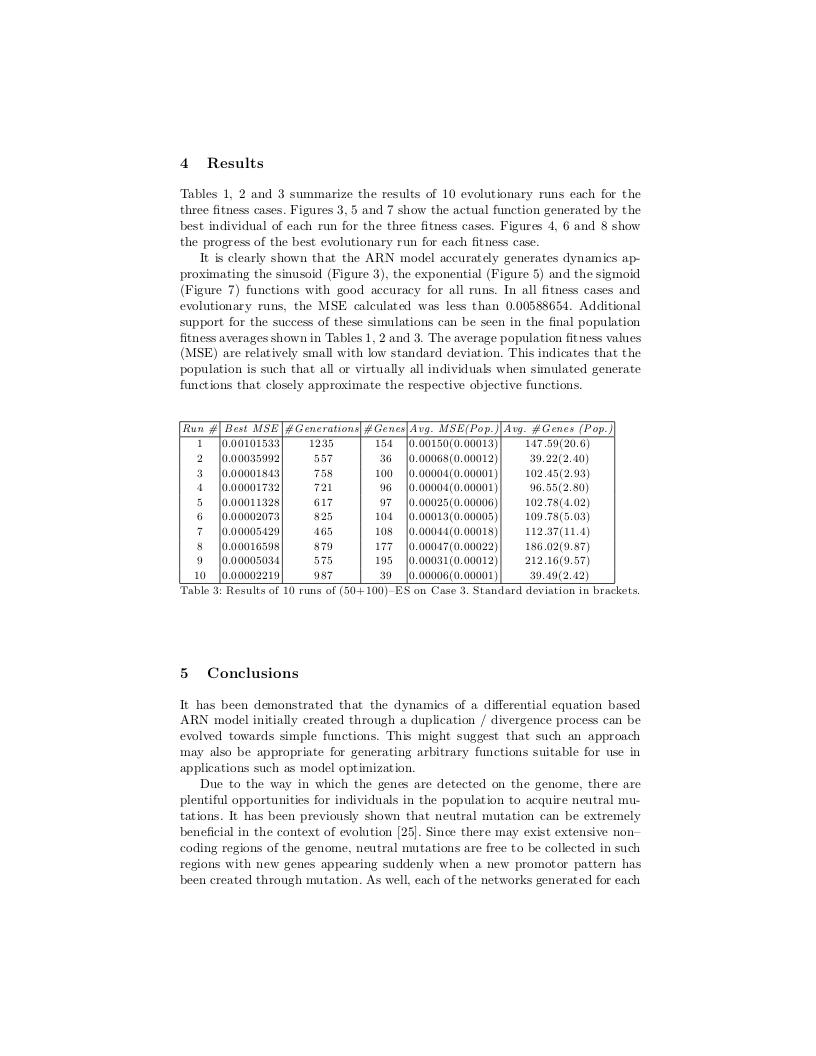 4 Results
Tables 1, 2 and 3 summarize the results of 10 evolutionary runs each for the
three fitness cases. Figures 3, 5 and 7 show the actual function generated by the
best individual of each run for the three fitness cases. Figures 4, 6 and 8 show
the progress of the best evolutionary run for each fitness case.
It is clearly shown that the ARN model accurately generates dynamics ap-
proximating the sinusoid (Figure 3), the exponential (Figure 5) and the sigmoid
(Figure 7) functions with good accuracy for all runs. In all fitness cases and
evolutionary runs, the MSE calculated was less than 0.00588654. Additional
support for the success of these simulations can be seen in the final population
fitness averages shown in Tables 1, 2 and 3. The average population fitness values
(MSE) are relatively small with low standard deviation. This indicates that the
population is such that all or virtually all individuals when simulated generate
functions that closely approximate the respective objective functions.
Run # Best MSE #Generations #Genes Avg. MSE(Pop.) Avg. #Genes (Pop.)
1 0.00101533 1235 154 0.00150(0.00013) 147.59(20.6)
2 0.00035992 557 36 0.00068(0.00012) 39.22(2.40)
3 0.00001843 758 100 0.00004(0.00001) 102.45(2.93)
4 0.00001732 721 96 0.00004(0.00001) 96.55(2.80)
5 0.00011328 617 97 0.00025(0.00006) 102.78(4.02)
6 0.00002073 825 104 0.00013(0.00005) 109.78(5.03)
7 0.00005429 465 108 0.00044(0.00018) 112.37(11.4)
8 0.00016598 879 177 0.00047(0.00022) 186.02(9.87)
9 0.00005034 575 195 0.00031(0.00012) 212.16(9.57)
10 0.00002219 987 39 0.00006(0.00001) 39.49(2.42)
Table 3: Results of 10 runs of (50+100)–ES on Case 3. Standard deviation in brackets.
5 Conclusions
It has been demonstrated that the dynamics of a differential equation based
ARN model initially created through a duplication / divergence process can be
evolved towards simple functions. This might suggest that such an approach
may also be appropriate for generating arbitrary functions suitable for use in
applications such as model optimization.
Due to the way in which the genes are detected on the genome, there are
plentiful opportunities for individuals in the population to acquire neutral mu-
tations. It has been previously shown that neutral mutation can be extremely
beneficial in the context of evolution [25]. Since there may exist extensive non–
coding regions of the genome, neutral mutations are free to be collected in such
regions with new genes appearing suddenly when a new promotor pattern has
been created through mutation. As well, each of the networks generated for each